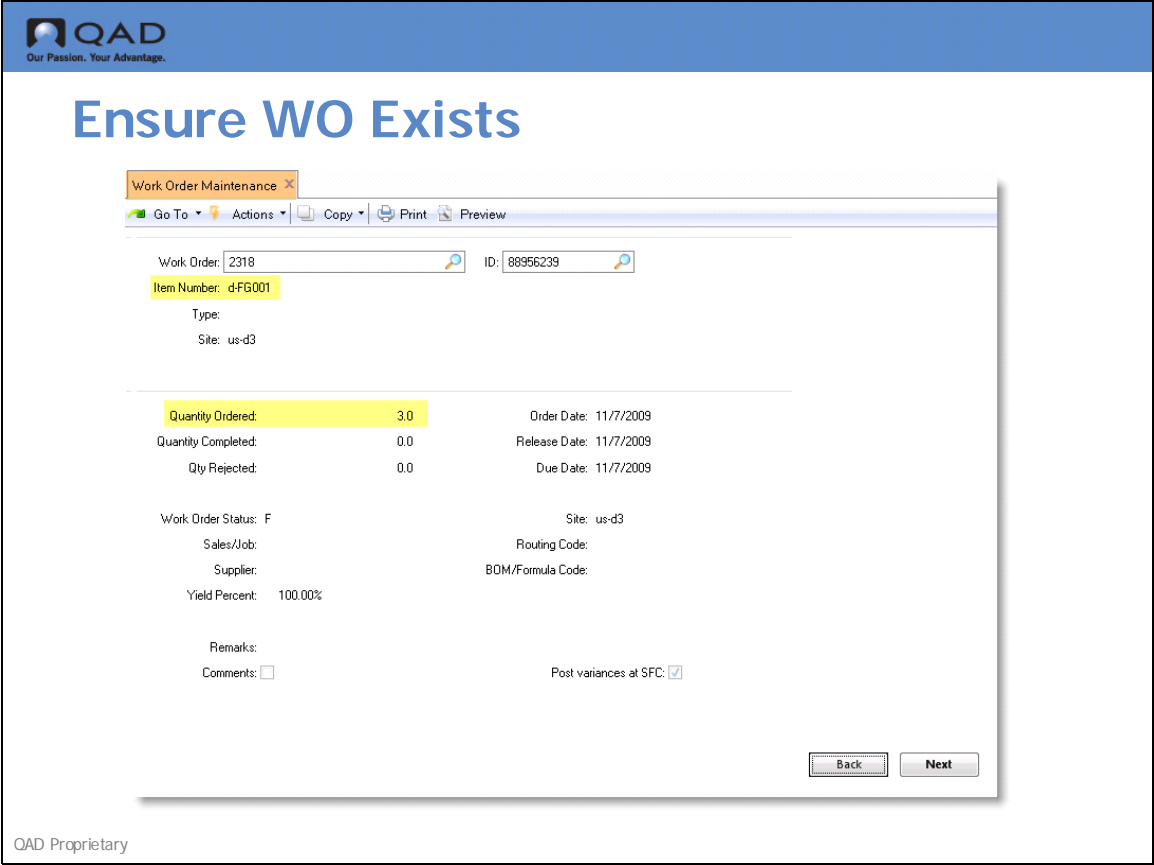 QAD
Our Passion. Your Advantage.
Ensure WO Exists
Work Order Maintenance
Go To Actions Copy Print Preview
Work Order: 2318 ID: 88956239
Item Number: d-FG001
Type:
Site: us-d3
Quantity Ordered: 3.0 Order Date: 11/7/2009
Quantity Completed: 0.0 Release Date: 11/7/2009
Qty Rejected: 0.0 Due Date: 11/7/2009
Work Order Status: F Site: us-d3
Sales/Job: Routing Code:
Supplier: BOM/Formula Code:
Yield Percent: 100.00%
Remarks:
Comments: Post variances at SFC:
Back Next
QAD Proprietary